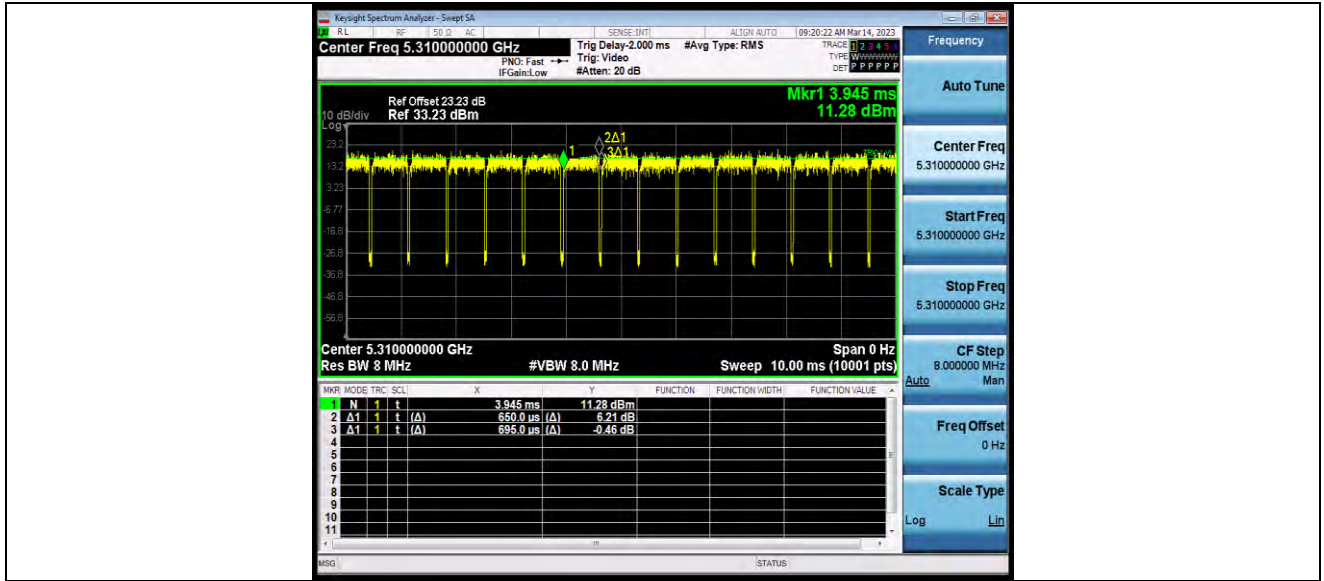 Keysight Spectrum Analyzer - Swept SA
RL RF 50 Ω AC SENSE:INT ALIGN AUTO 09:20:22 AM Mar 14, 2023
Center Freq 5.310000000 GHz
PNO: Fast
IFGain:Low
Trig Delay-2.000 ms
Trig: Video
#Atten: 20 dB
#Avg Type: RMS
TRACE 1 2 3 4 5 6
TYPE WWWWWW
DET P P P P P P
Mkr1 3.945 ms
11.28 dBm
Ref Offset 23.23 dB
10 dB/div Ref 33.23 dBm
Log
23.2
13.2
3.23
-6.77
-16.8
-26.8
-36.8
-46.8
-56.8
1
2Δ1
3Δ1
Center 5.310000000 GHz Span 0 Hz
Res BW 8 MHz #VBW 8.0 MHz Sweep 10.00 ms (10001 pts)
MKR MODE TRC SCL X Y FUNCTION FUNCTION WIDTH FUNCTION VALUE
1 N 1 t 3.945 ms 11.28 dBm
2 Δ1 1 t (Δ) 650.0 µs (Δ) 6.21 dB
3 Δ1 1 t (Δ) 695.0 µs (Δ) -0.46 dB
4
5
6
7
8
9
10
11
MSG STATUS
Frequency
Auto Tune
Center Freq
5.310000000 GHz
Start Freq
5.310000000 GHz
Stop Freq
5.310000000 GHz
CF Step
8.000000 MHz
Auto Man
Freq Offset
0 Hz
Scale Type
Log Lin